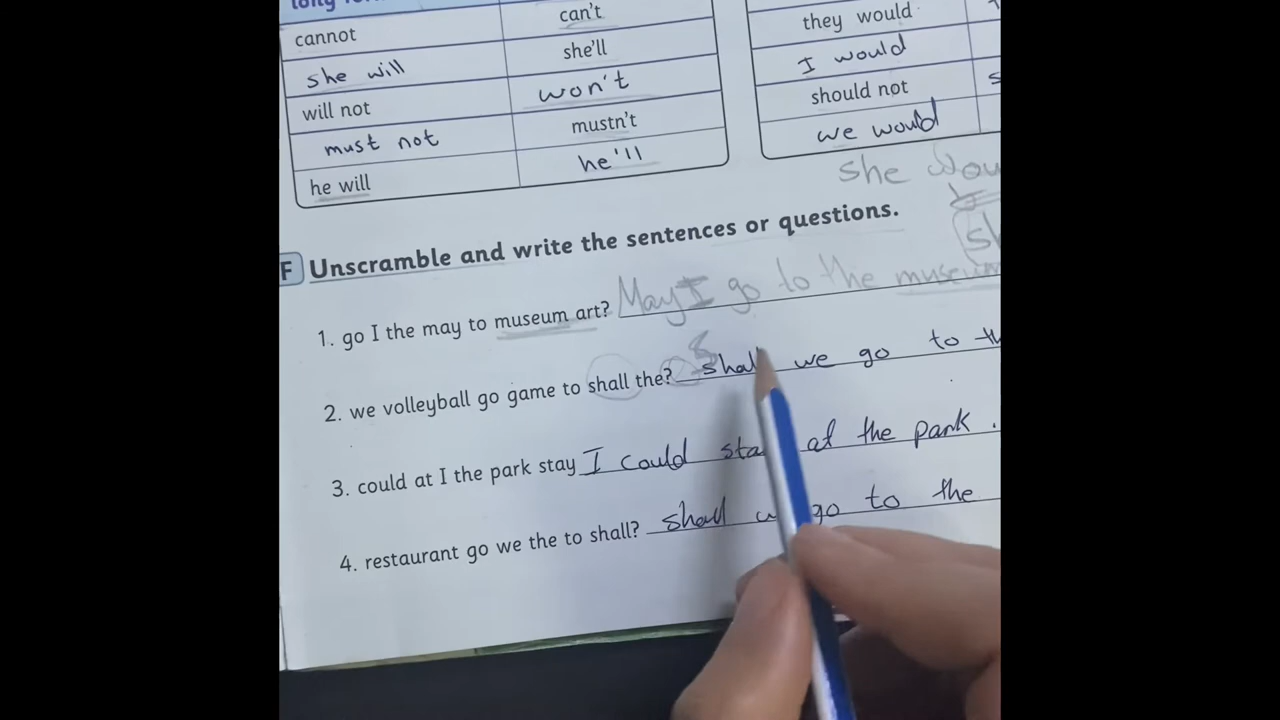 cannot can't
she will she'll
will not won't
must not mustn't
he will he'll
they would
I would
should not
we would
she
F Unscramble and write the sentences or questions.
1. go I the may to museum art? May I go to the museum
2. we volleyball go game to shall the? shall we go to
3. could at I the park stay I could at the park.
4. restaurant go we the to shall? shall go to the